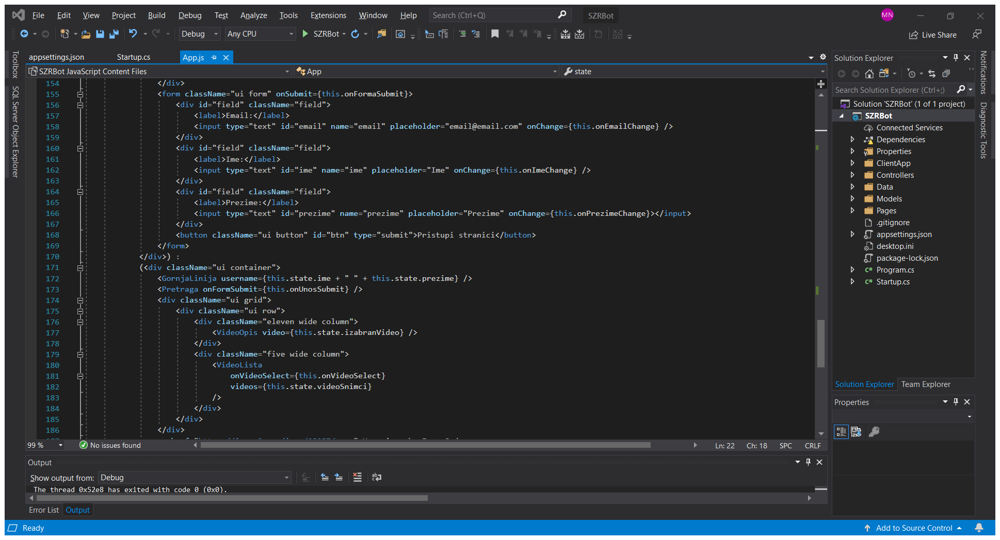 File Edit View Project Build Debug Test Analyze Tools Extensions Window Help Search (Ctrl+Q) SZRBot MN
Debug Any CPU SZRBot Live Share
Toolbox
SQL Server Object Explorer
appsettings.json Startup.cs App.js
SZRBot JavaScript Content Files App state
154 </div>
155 <form className="ui form" onSubmit={this.onFormaSubmit}>
156 <div id="field" className="field">
157 <label>Email:</label>
158 <input type="text" id="email" name="email" placeholder="email@email.com" onChange={this.onEmailChange} />
159 </div>
160 <div id="field" className="field">
161 <label>Ime:</label>
162 <input type="text" id="ime" name="ime" placeholder="Ime" onChange={this.onImeChange} />
163 </div>
164 <div id="field" className="field">
165 <label>Prezime:</label>
166 <input type="text" id="prezime" name="prezime" placeholder="Prezime" onChange={this.onPrezimeChange}></input>
167 </div>
168 <button className="ui button" id="btn" type="submit">Pristupi stranici</button>
169 </form>
170 </div>) :
171 (<div className="ui container">
172 <GornjaLinija username={this.state.ime + " " + this.state.prezime} />
173 <Pretraga onFormSubmit={this.onUnosSubmit} />
174 <div className="ui grid">
175 <div className="ui row">
176 <div className="eleven wide column">
177 <VideoOpis video={this.state.izabranVideo} />
178 </div>
179 <div className="five wide column">
180 <VideoLista
181 onVideoSelect={this.onVideoSelect}
182 videos={this.state.videoSnimci}
183 />
184 </div>
185 </div>
186 </div>
99 % No issues found Ln: 22 Ch: 18 SPC CRLF
Output
Show output from: Debug
The thread 0x52e8 has exited with code 0 (0x0).
Error List Output
Solution Explorer
Search Solution Explorer (Ctrl+;)
Solution 'SZRBot' (1 of 1 project)
SZRBot
Connected Services
Dependencies
Properties
ClientApp
Controllers
Data
Models
Pages
.gitignore
appsettings.json
desktop.ini
package-lock.json
C# Program.cs
C# Startup.cs
Solution Explorer Team Explorer
Properties
Notifications
Diagnostic Tools
Ready Add to Source Control